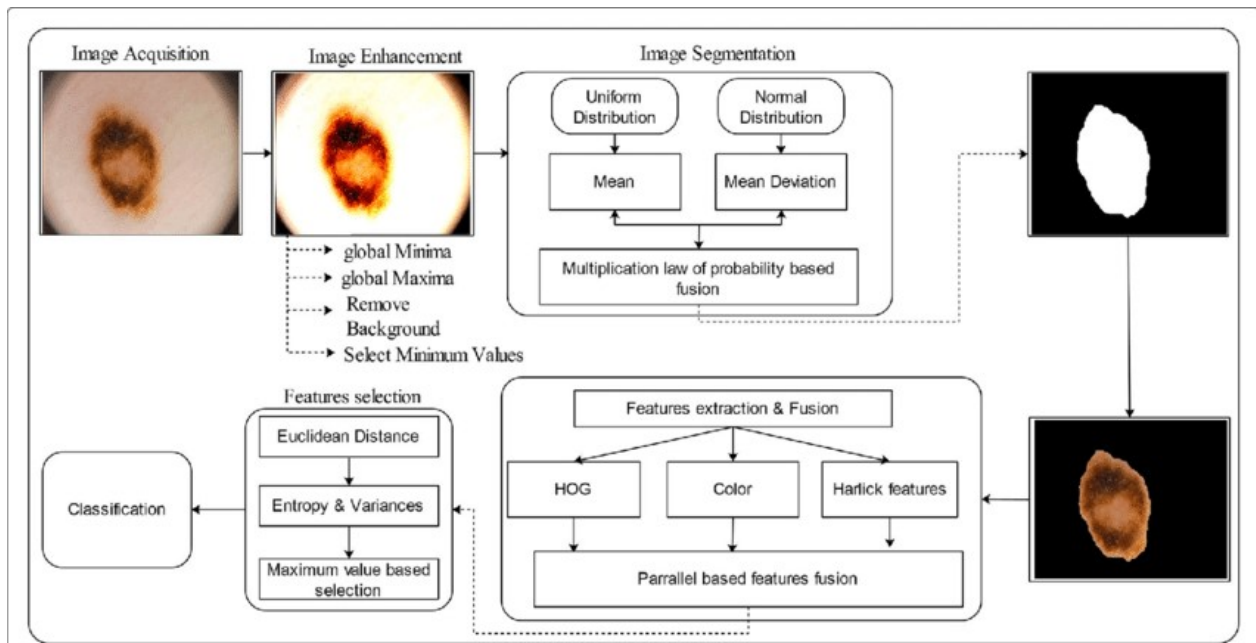 Image Acquisition
Image Enhancement
Image Segmentation
Uniform
Distribution
Normal
Distribution
Mean
Mean Deviation
Multiplication law of probability based
fusion
global Minima
global Maxima
Remove
Background
Select Minimum Values
Features selection
Euclidean Distance
Entropy & Variances
Maximum value based
selection
Classification
Features extraction & Fusion
HOG
Color
Harlick features
Parrallel based features fusion